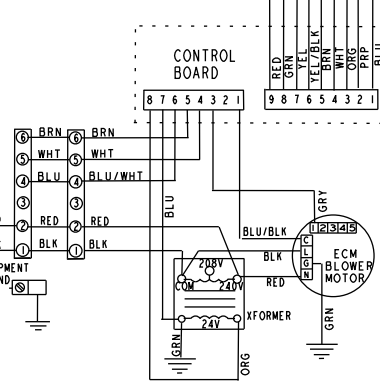 RED GRN YEL YEL/BLK BRN WHT ORG PRP
CONTROL
BOARD
8 7 6 5 4 3 2 1
9 8 7 6 5 4 3 2 1
6 BRN 6 BRN
5 WHT 5 WHT
4 BLU 4 BLU/WHT
3 3
2 RED 2 RED
1 BLK 1 BLK
BLU
GRY
1 2 3 4 5
BLU/BLK
C
L
G
N
BLK
RED
ECM
BLOWER
MOTOR
208V
COM 240V
XFORMER
24V
GRN
ORG
GRN